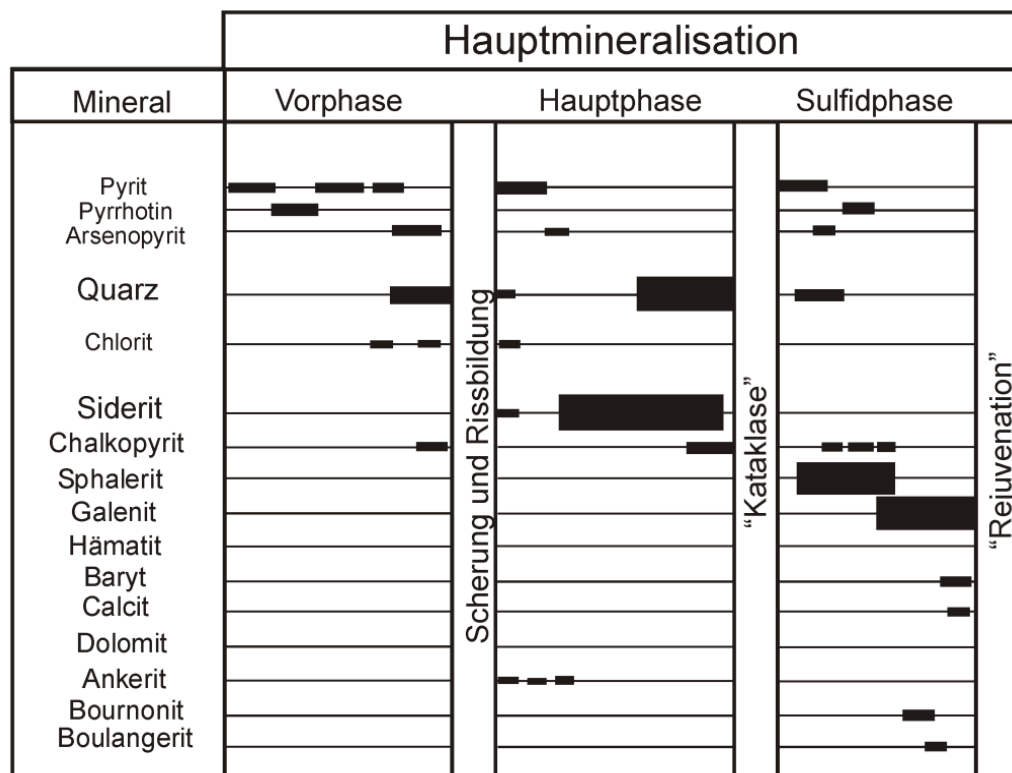 Hauptmineralisation
Mineral
Vorphase
Hauptphase
Sulfidphase
Pyrit
Pyrrhotin
Arsenopyrit
Quarz
Chlorit
Siderit
Chalkopyrit
Sphalerit
Galenit
Hämatit
Baryt
Calcit
Dolomit
Ankerit
Bournonit
Boulangerit
Scherung und Rissbildung
“Kataklase”
“Rejuvenation”